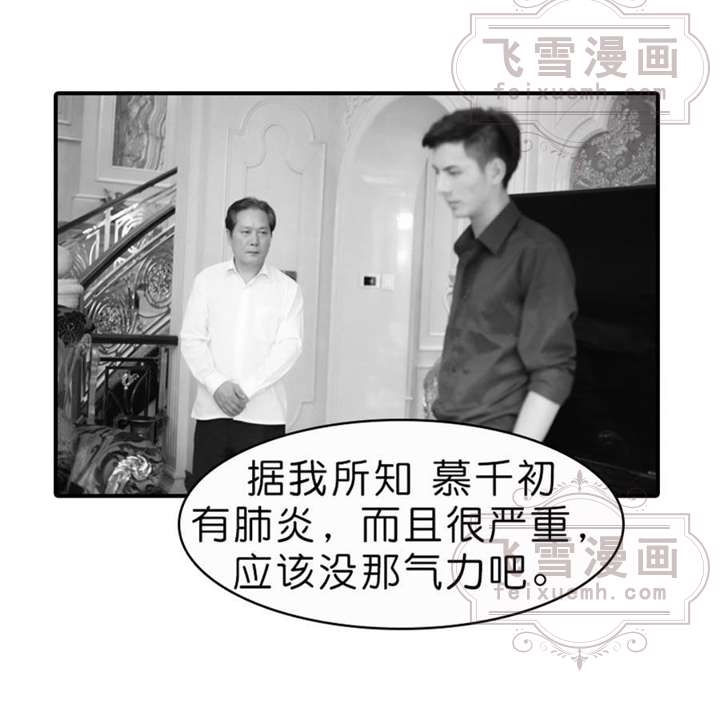 飞雪漫画
feixuemh.com
据我所知 慕千初
有肺炎，而且很严重，
应该没那气力吧。
飞雪漫画
feixuemh.com